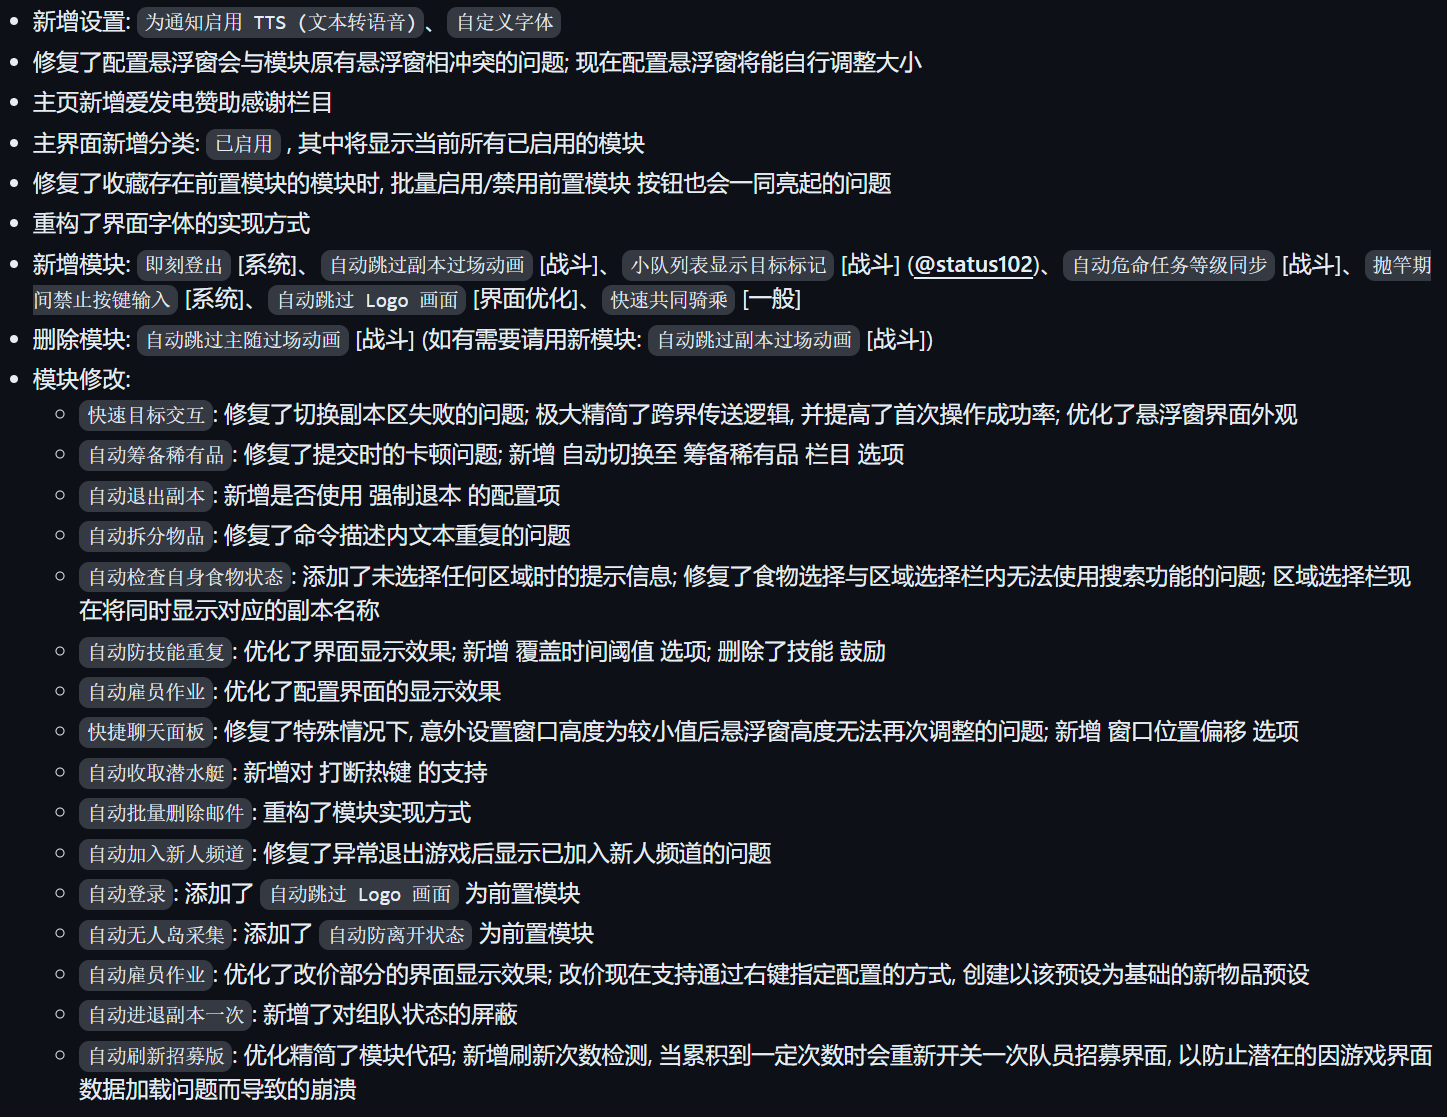 新增设置: 为通知启用 TTS (文本转语音)、 自定义字体
修复了配置悬浮窗会与模块原有悬浮窗相冲突的问题; 现在配置悬浮窗将能自行调整大小
主页新增爱发电赞助感谢栏目
主界面新增分类: 已启用 , 其中将显示当前所有已启用的模块
修复了收藏存在前置模块的模块时, 批量启用/禁用前置模块 按钮也会一同亮起的问题
重构了界面字体的实现方式
新增模块: 即刻登出 [系统]、 自动跳过副本过场动画 [战斗]、 小队列表显示目标标记 [战斗] (@status102)、 自动危命任务等级同步 [战斗]、 抛竿期
间禁止按键输入 [系统]、 自动跳过 Logo 画面 [界面优化]、 快速共同骑乘 [一般]
删除模块: 自动跳过主随过场动画 [战斗] (如有需要请用新模块: 自动跳过副本过场动画 [战斗])
模块修改:
快速目标交互: 修复了切换副本区失败的问题; 极大精简了跨界传送逻辑, 并提高了首次操作成功率; 优化了悬浮窗界面外观
自动筹备稀有品: 修复了提交时的卡顿问题; 新增 自动切换至 筹备稀有品 栏目 选项
自动退出副本: 新增是否使用 强制退本 的配置项
自动拆分物品: 修复了命令描述内文本重复的问题
自动检查自身食物状态: 添加了未选择任何区域时的提示信息; 修复了食物选择与区域选择栏内无法使用搜索功能的问题; 区域选择栏现
在将同时显示对应的副本名称
自动防技能重复: 优化了界面显示效果; 新增 覆盖时间阈值 选项; 删除了技能 鼓励
自动雇员作业: 优化了配置界面的显示效果
快捷聊天面板: 修复了特殊情况下, 意外设置窗口高度为较小值后悬浮窗高度无法再次调整的问题; 新增 窗口位置偏移 选项
自动收取潜水艇: 新增对 打断热键 的支持
自动批量删除邮件: 重构了模块实现方式
自动加入新人频道: 修复了异常退出游戏后显示已加入新人频道的问题
自动登录: 添加了 自动跳过 Logo 画面 为前置模块
自动无人岛采集: 添加了 自动防离开状态 为前置模块
自动雇员作业: 优化了改价部分的界面显示效果; 改价现在支持通过右键指定配置的方式, 创建以该预设为基础的新物品预设
自动进退副本一次: 新增了对组队状态的屏蔽
自动刷新招募版: 优化精简了模块代码; 新增刷新次数检测, 当累积到一定次数时会重新开关一次队员招募界面, 以防止潜在的因游戏界面
数据加载问题而导致的崩溃